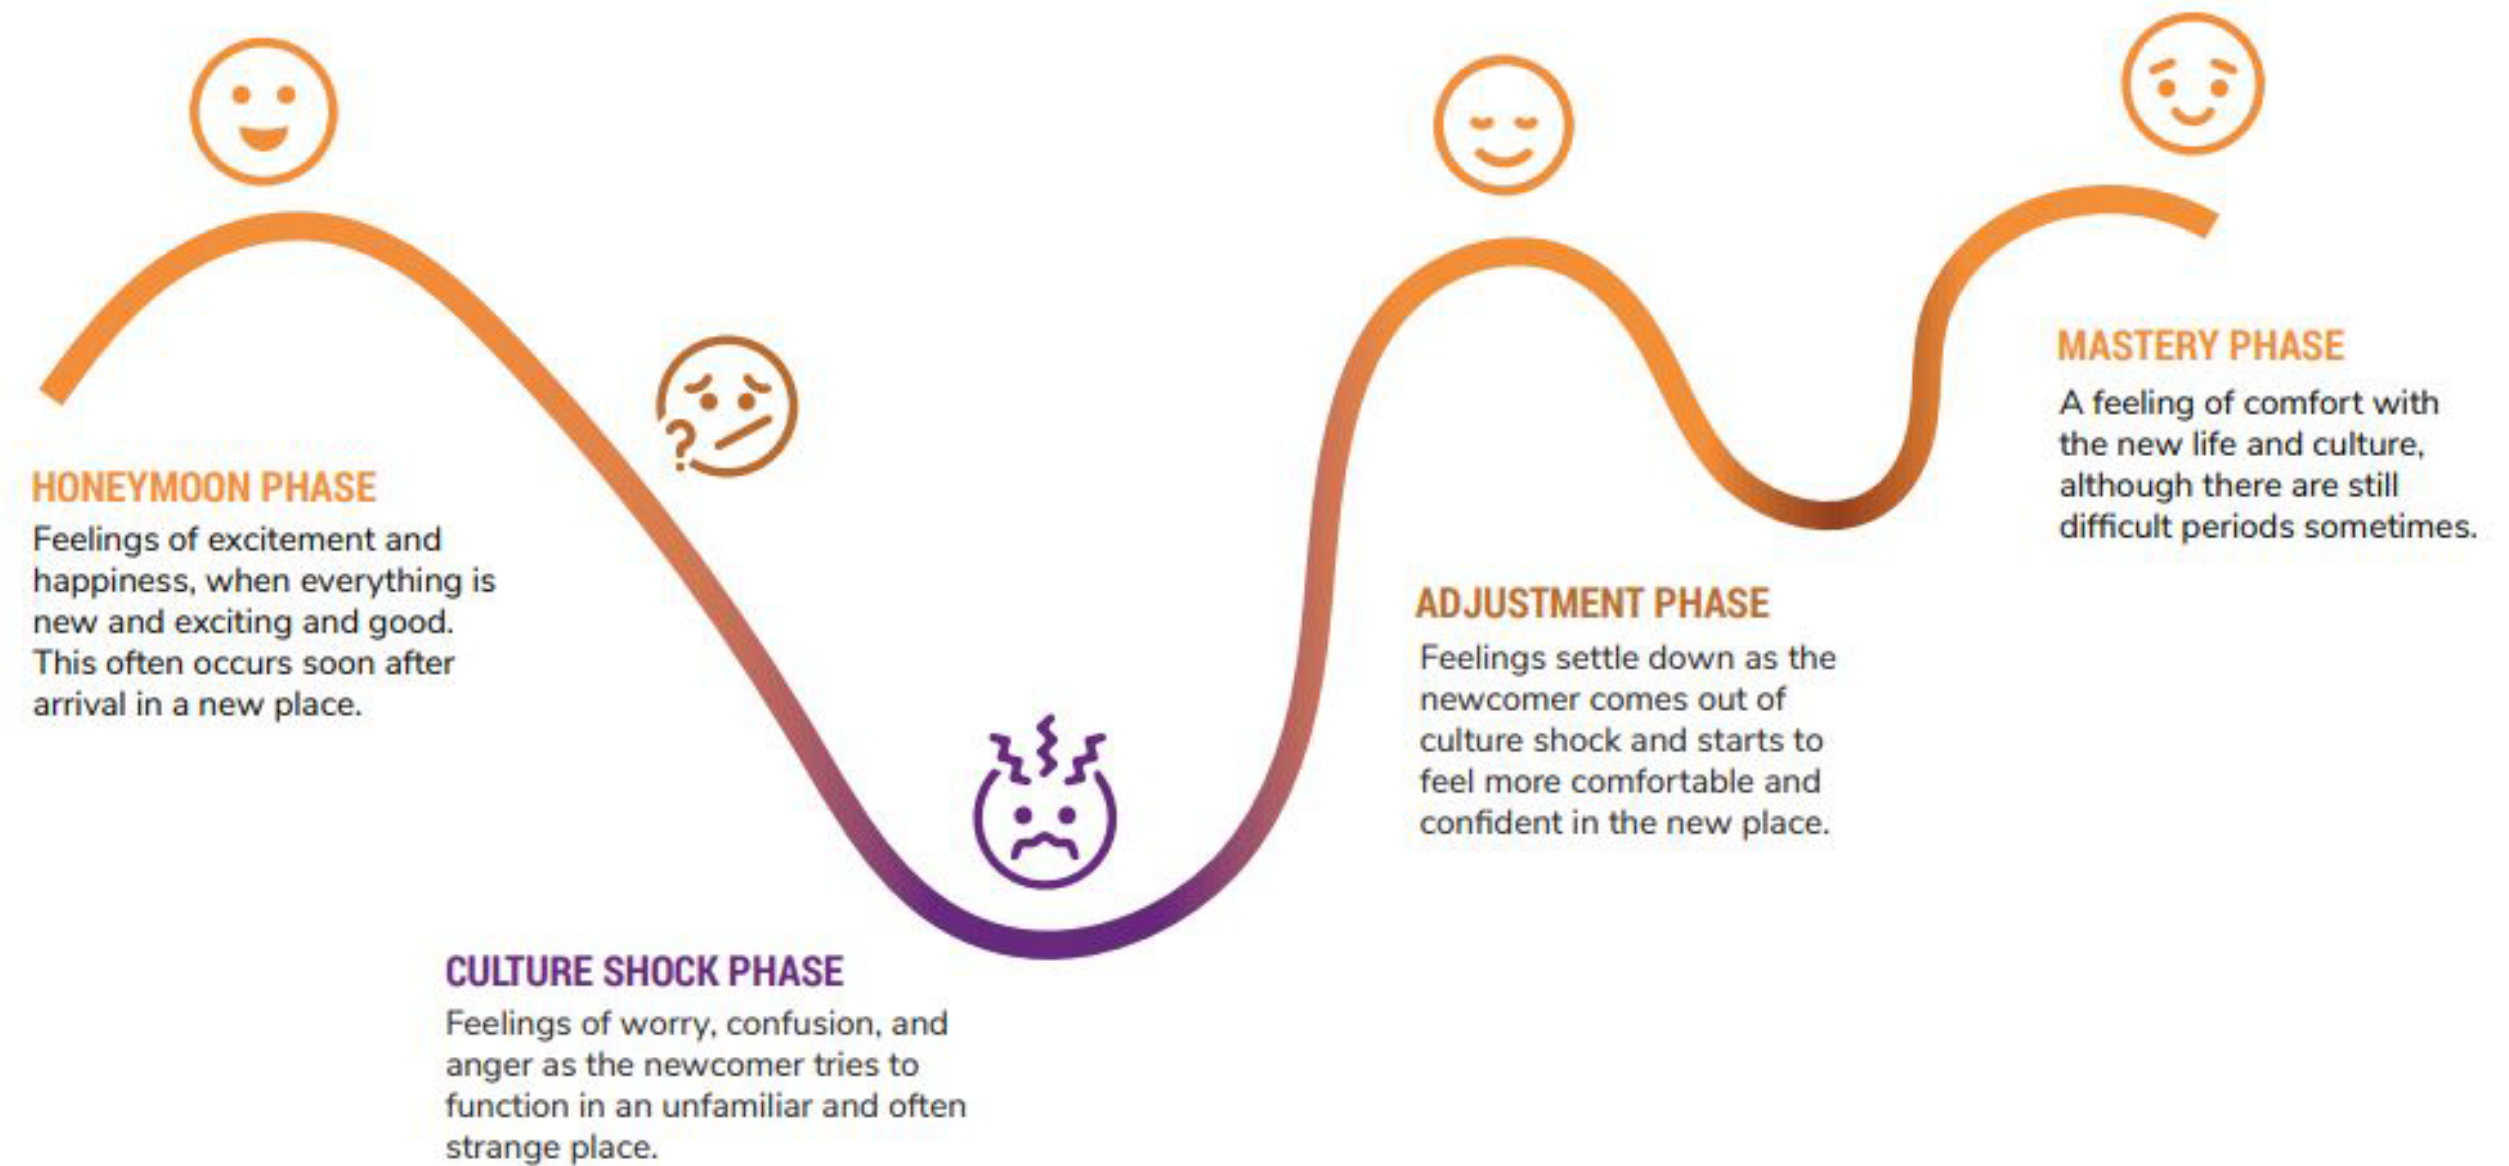 HONEYMOON PHASE
Feelings of excitement and
happiness, when everything is
new and exciting and good.
This often occurs soon after
arrival in a new place.
?
CULTURE SHOCK PHASE
Feelings of worry, confusion, and
anger as the newcomer tries to
function in an unfamiliar and often
strange place.
ADJUSTMENT PHASE
Feelings settle down as the
newcomer comes out of
culture shock and starts to
feel more comfortable and
confident in the new place.
MASTERY PHASE
A feeling of comfort with
the new life and culture,
although there are still
difficult periods sometimes.